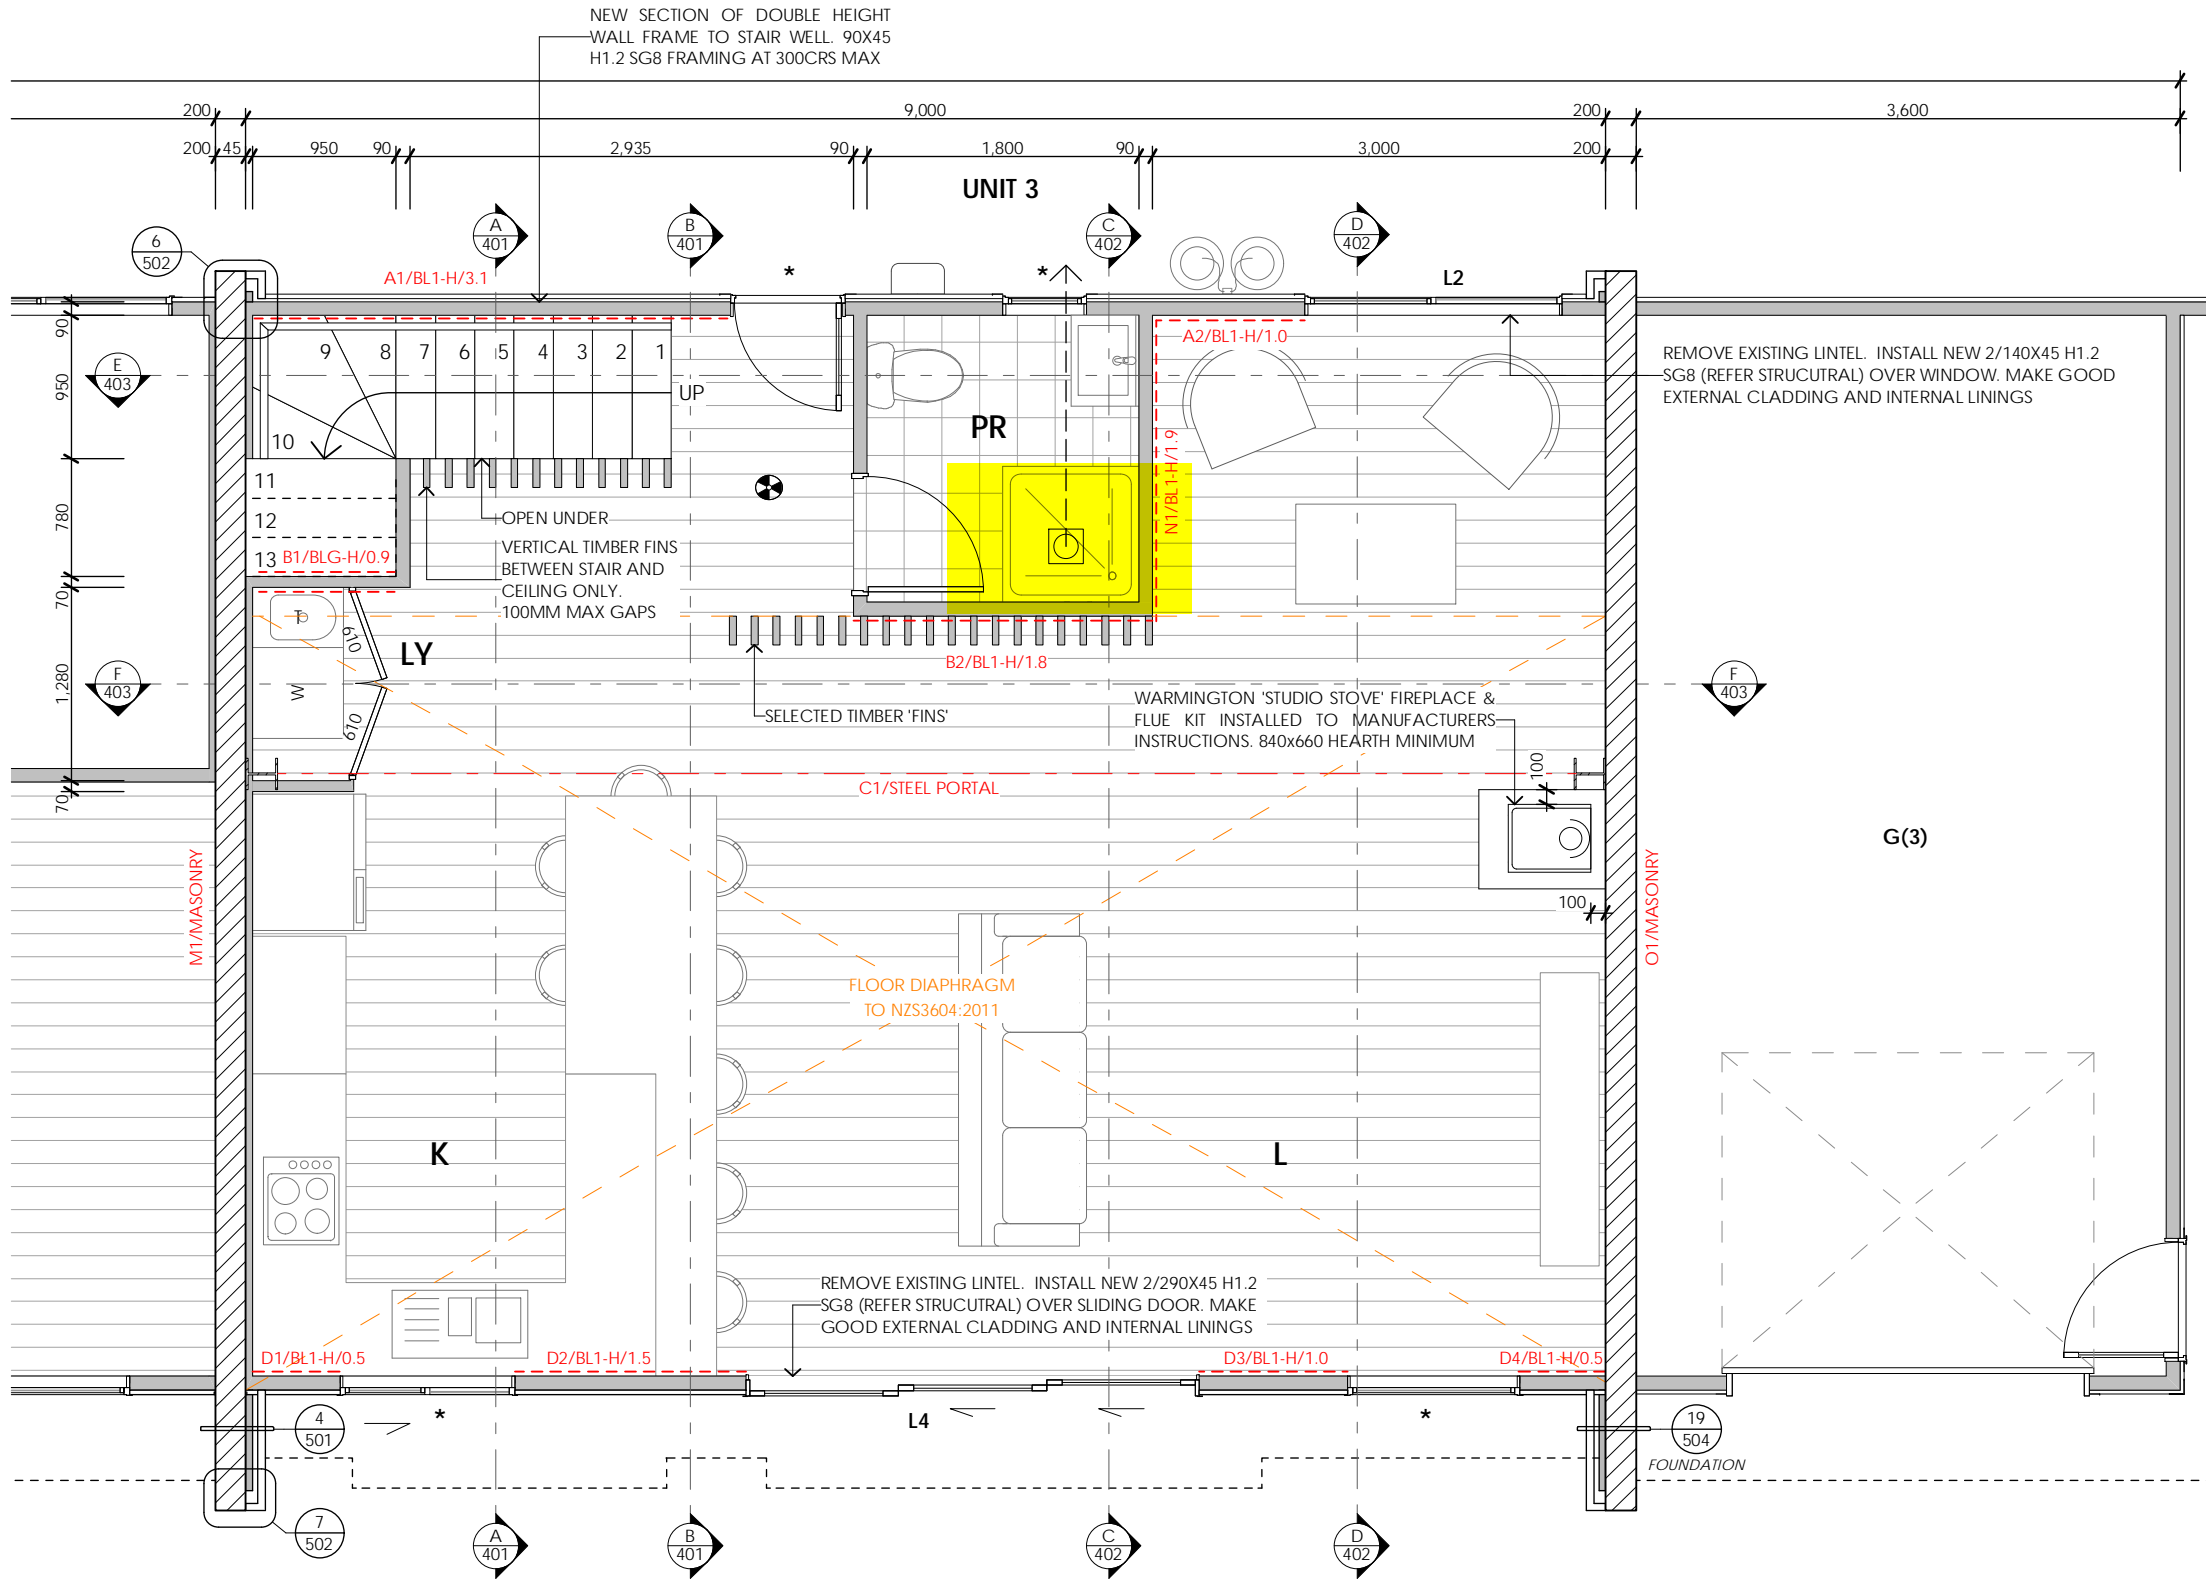 NEW SECTION OF DOUBLE HEIGHT
WALL FRAME TO STAIR WELL. 90X45
H1.2 SG8 FRAMING AT 300CRS MAX
200
9,000
200
3,600
200
45
950
90
2,935
90
1,800
90
3,000
200
UNIT 3
A
401
B
401
C
402
D
402
6
502
A1/BL1-H/3.1
*
*
L2
90
950
780
70
1,280
70
E
403
F
403
9
8
7
6
5
4
3
2
1
UP
10
11
12
13
B1/BLG-H/0.9
PR
A2/BL1-H/1.0
N1/BL1-H/1.9
REMOVE EXISTING LINTEL. INSTALL NEW 2/140X45 H1.2
SG8 (REFER STRUCUTRAL) OVER WINDOW. MAKE GOOD
EXTERNAL CLADDING AND INTERNAL LININGS
OPEN UNDER
VERTICAL TIMBER FINS
BETWEEN STAIR AND
CEILING ONLY.
100MM MAX GAPS
T
W
610
610
LY
B2/BL1-H/1.8
SELECTED TIMBER 'FINS'
WARMINGTON 'STUDIO STOVE' FIREPLACE &
FLUE KIT INSTALLED TO MANUFACTURERS
INSTRUCTIONS. 840x660 HEARTH MINIMUM
F
403
C1/STEEL PORTAL
100
100
G(3)
M1/MASONRY
O1/MASONRY
FLOOR DIAPHRAGM
TO NZS3604:2011
K
L
REMOVE EXISTING LINTEL. INSTALL NEW 2/290X45 H1.2
SG8 (REFER STRUCUTRAL) OVER SLIDING DOOR. MAKE
GOOD EXTERNAL CLADDING AND INTERNAL LININGS
D1/BL1-H/0.5
D2/BL1-H/1.5
D3/BL1-H/1.0
D4/BL1-H/0.5
4
501
*
L4
*
19
504
FOUNDATION
7
502
A
401
B
401
C
402
D
402